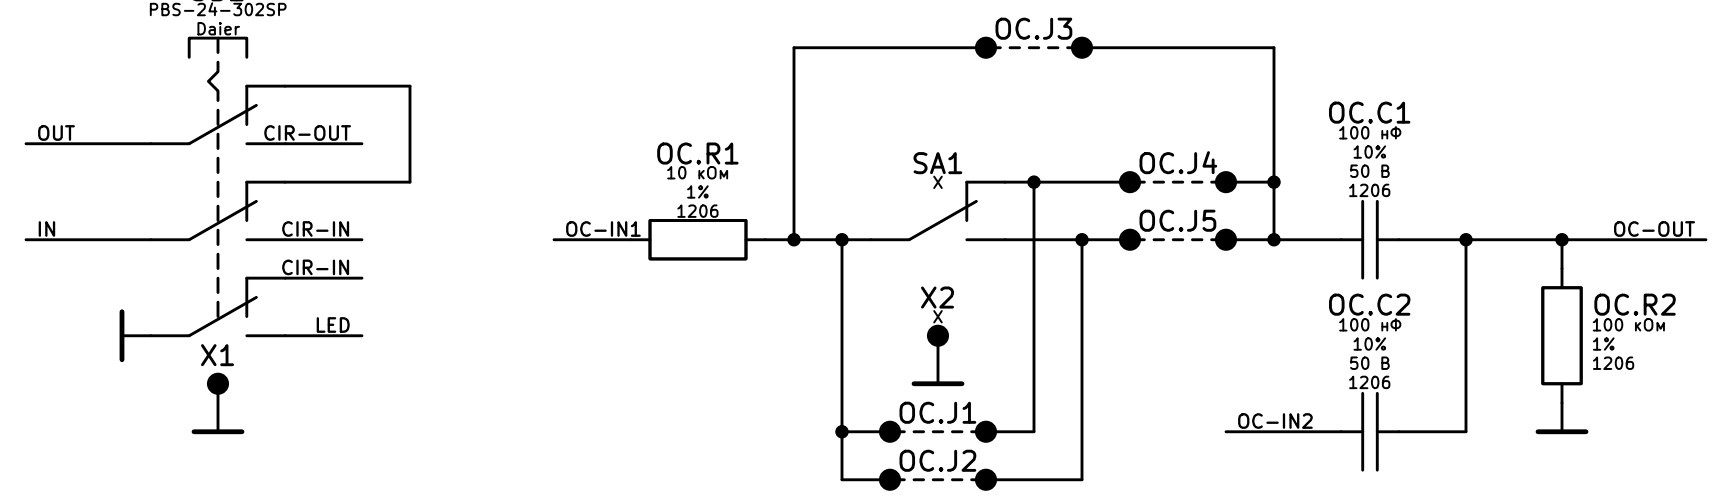 PBS-24-302SP
Daier
OUT
CIR-OUT
IN
CIR-IN
CIR-IN
LED
X1
OC.J3
OC.R1
10 кОм
1%
1206
OC-IN1
SA1
X
OC.J4
OC.J5
X2
X
OC.J1
OC.J2
OC.C1
100 нФ
10%
50 В
1206
OC-OUT
OC.C2
100 нФ
10%
50 В
1206
OC-IN2
OC.R2
100 кОм
1%
1206